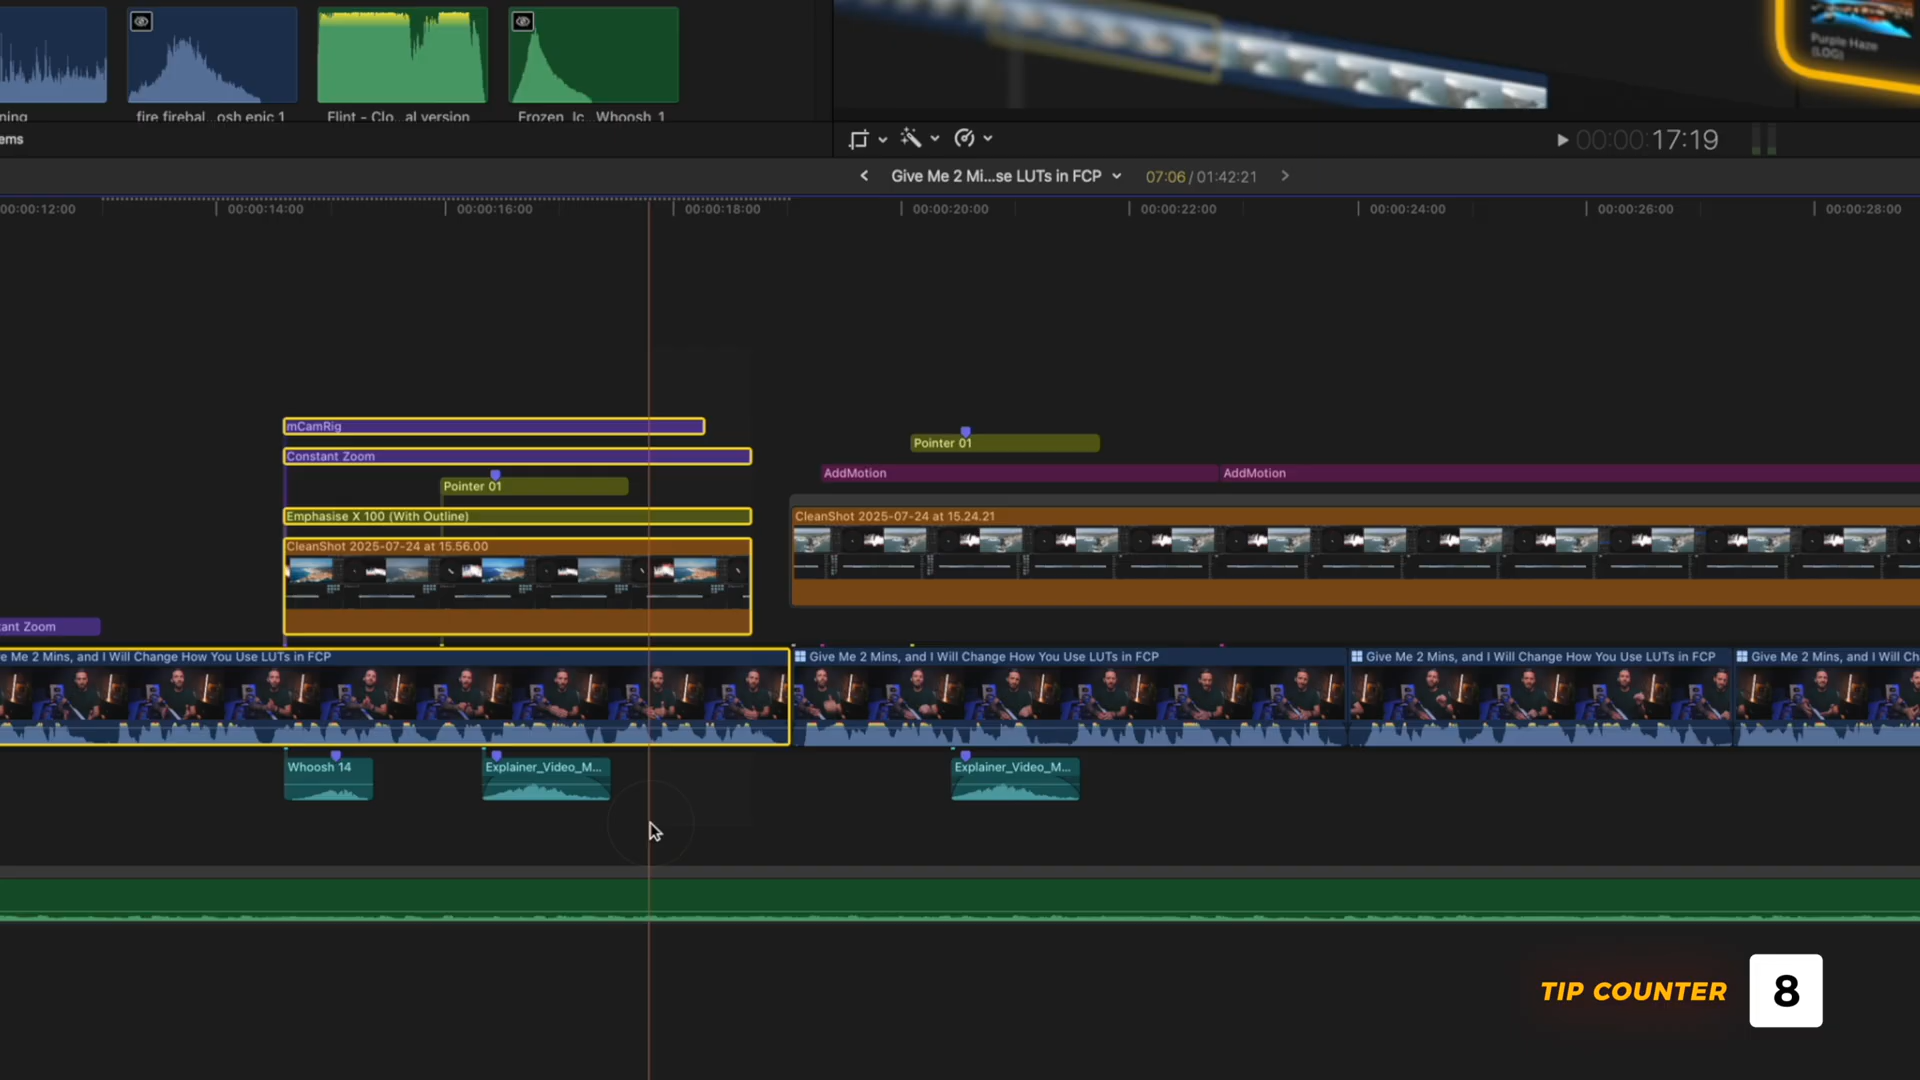 ning
fire firebal...osh epic 1
Flint - Clo...al version
Frozen_Ic..._Whoosh_1
Purple Haze
(LOG)
ems
00:00:17:19
Give Me 2 Mi...se LUTs in FCP
07:06 / 01:42:21
00:00:12:00
00:00:14:00
00:00:16:00
00:00:18:00
00:00:20:00
00:00:22:00
00:00:24:00
00:00:26:00
00:00:28:00
mCamRig
Pointer 01
Constant Zoom
AddMotion
AddMotion
Pointer 01
Emphasise X 100 (With Outline)
CleanShot 2025-07-24 at 15.24.21
CleanShot 2025-07-24 at 15.56.00
tant Zoom
e Me 2 Mins, and I Will Change How You Use LUTs in FCP
Give Me 2 Mins, and I Will Change How You Use LUTs in FCP
Give Me 2 Mins, and I Will Change How You Use LUTs in FCP
Give Me 2 Mins, and I Will Ch
Whoosh 14
Explainer_Video_M...
Explainer_Video_M...
TIP COUNTER
8